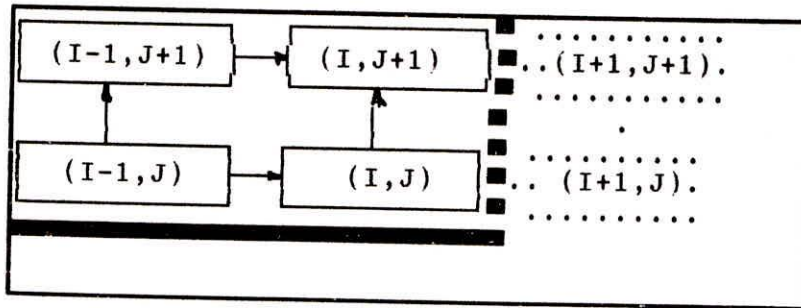 (I-1,J+1) (I,J+1) ..(I+1,J+1).
(I-1,J) (I,J) .. (I+1,J).